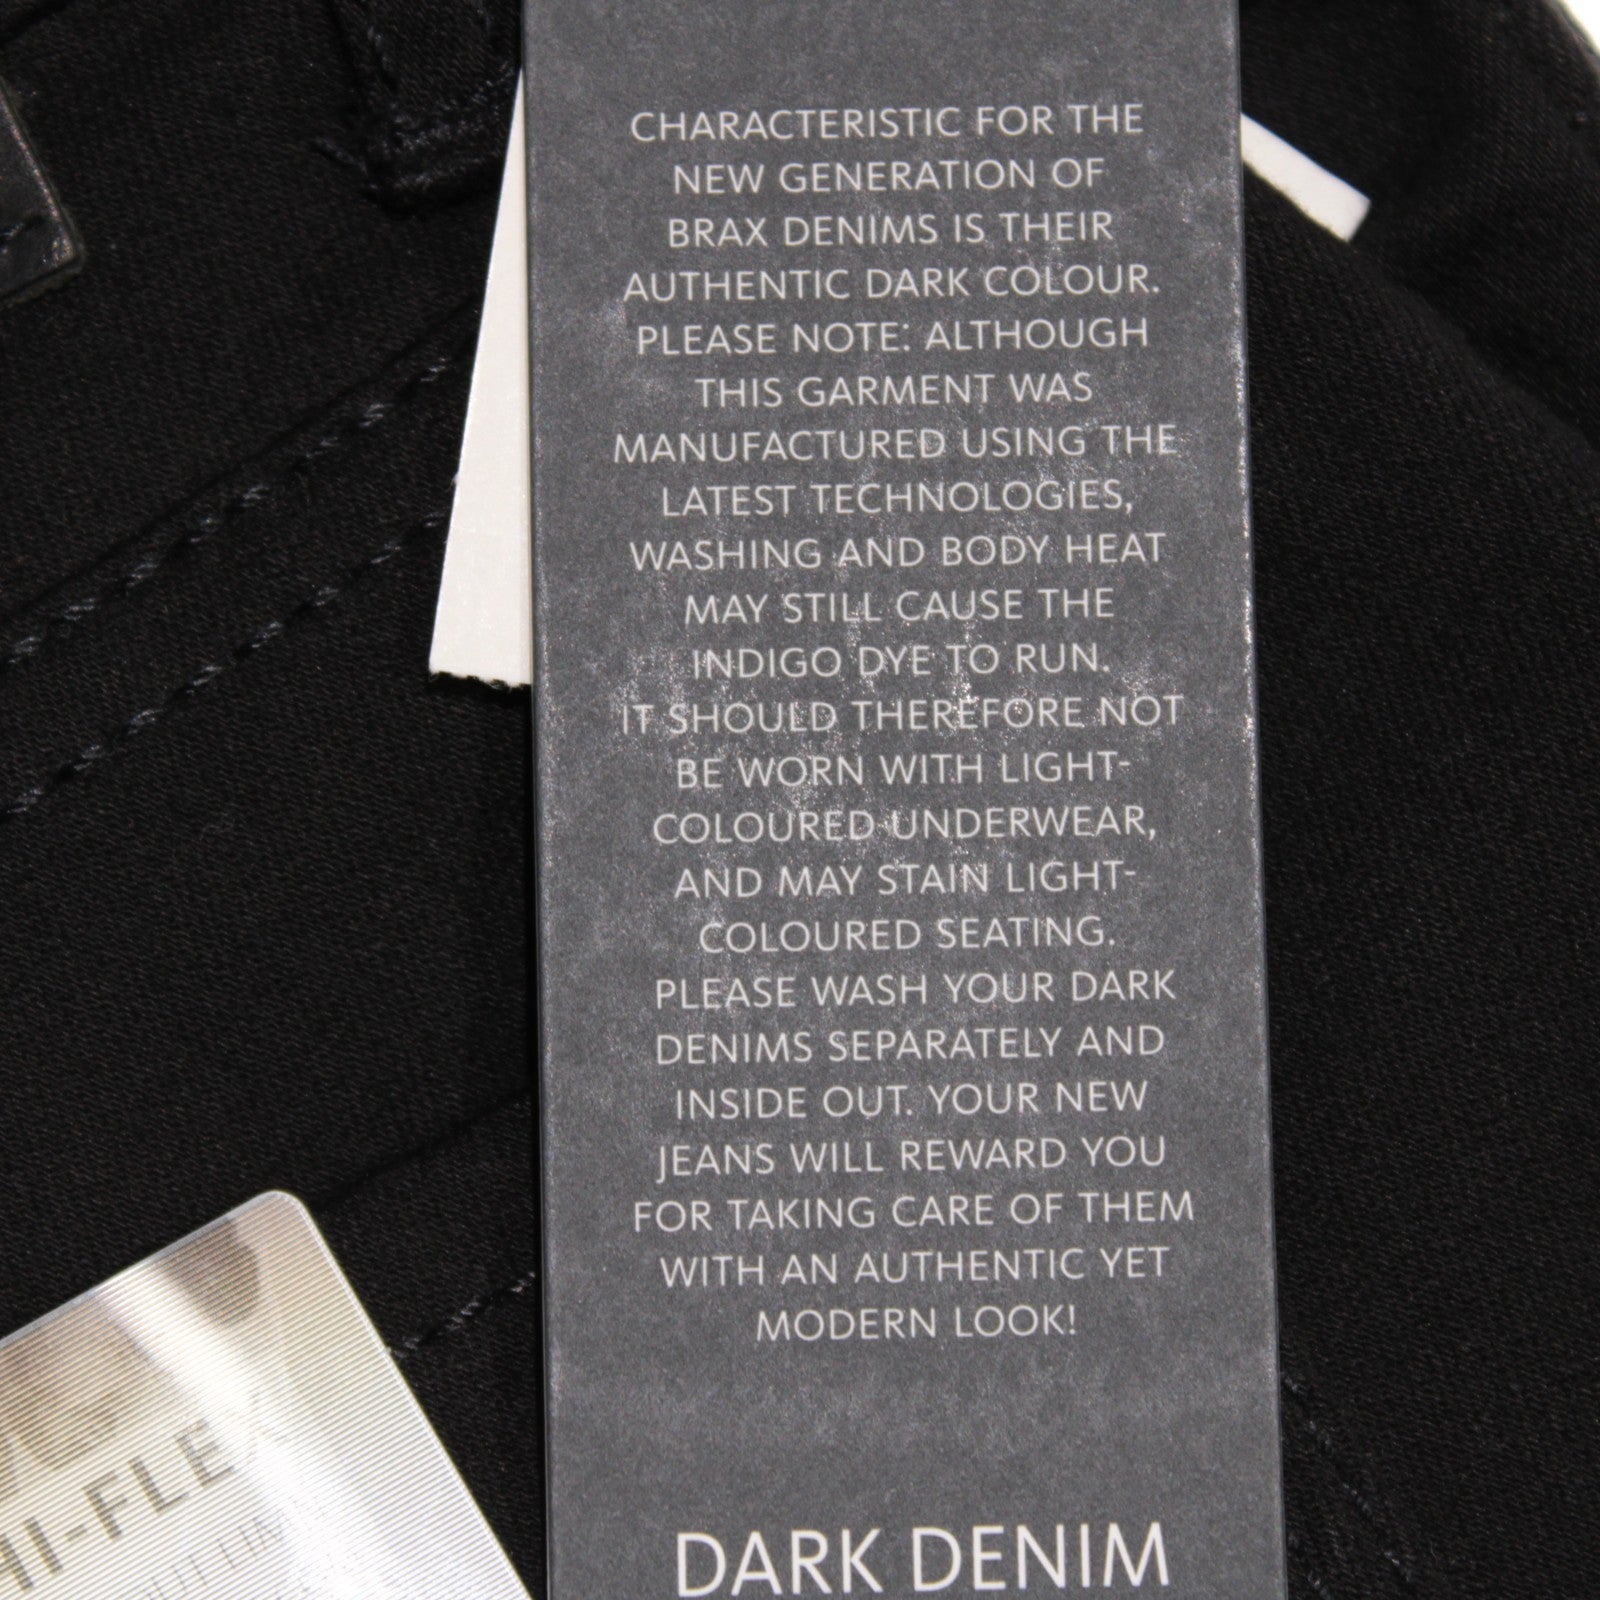 CHARACTERISTIC FOR THE
NEW GENERATION OF
BRAX DENIMS IS THEIR
AUTHENTIC DARK COLOUR.
PLEASE NOTE: ALTHOUGH
THIS GARMENT WAS
MANUFACTURED USING THE
LATEST TECHNOLOGIES,
WASHING AND BODY HEAT
MAY STILL CAUSE THE
INDIGO DYE TO RUN.
IT SHOULD THEREFORE NOT
BE WORN WITH LIGHT-
COLOURED UNDERWEAR,
AND MAY STAIN LIGHT-
COLOURED SEATING.
PLEASE WASH YOUR DARK
DENIMS SEPARATELY AND
INSIDE OUT. YOUR NEW
JEANS WILL REWARD YOU
FOR TAKING CARE OF THEM
WITH AN AUTHENTIC YET
MODERN LOOK!
DARK DENIM
HI-FLEX